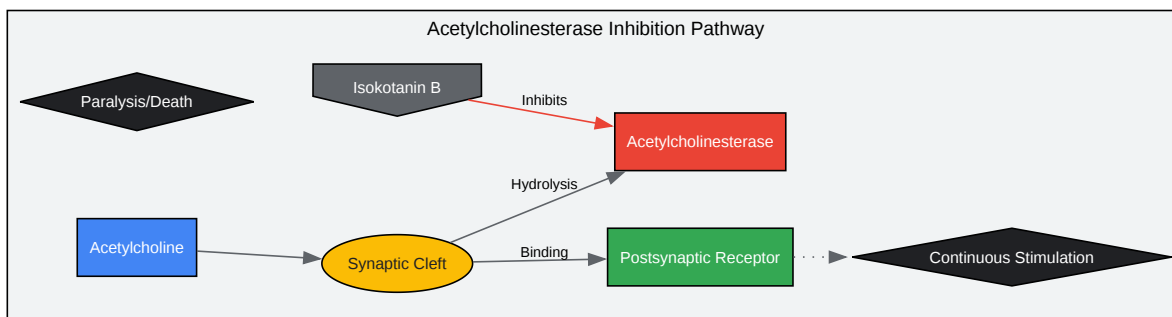 Acetylcholinesterase Inhibition Pathway
Isokotanin B
Paralysis/Death
Inhibits
Acetylcholinesterase
Hydrolysis
Acetylcholine
Synaptic Cleft
Binding
Postsynaptic Receptor
Continuous Stimulation